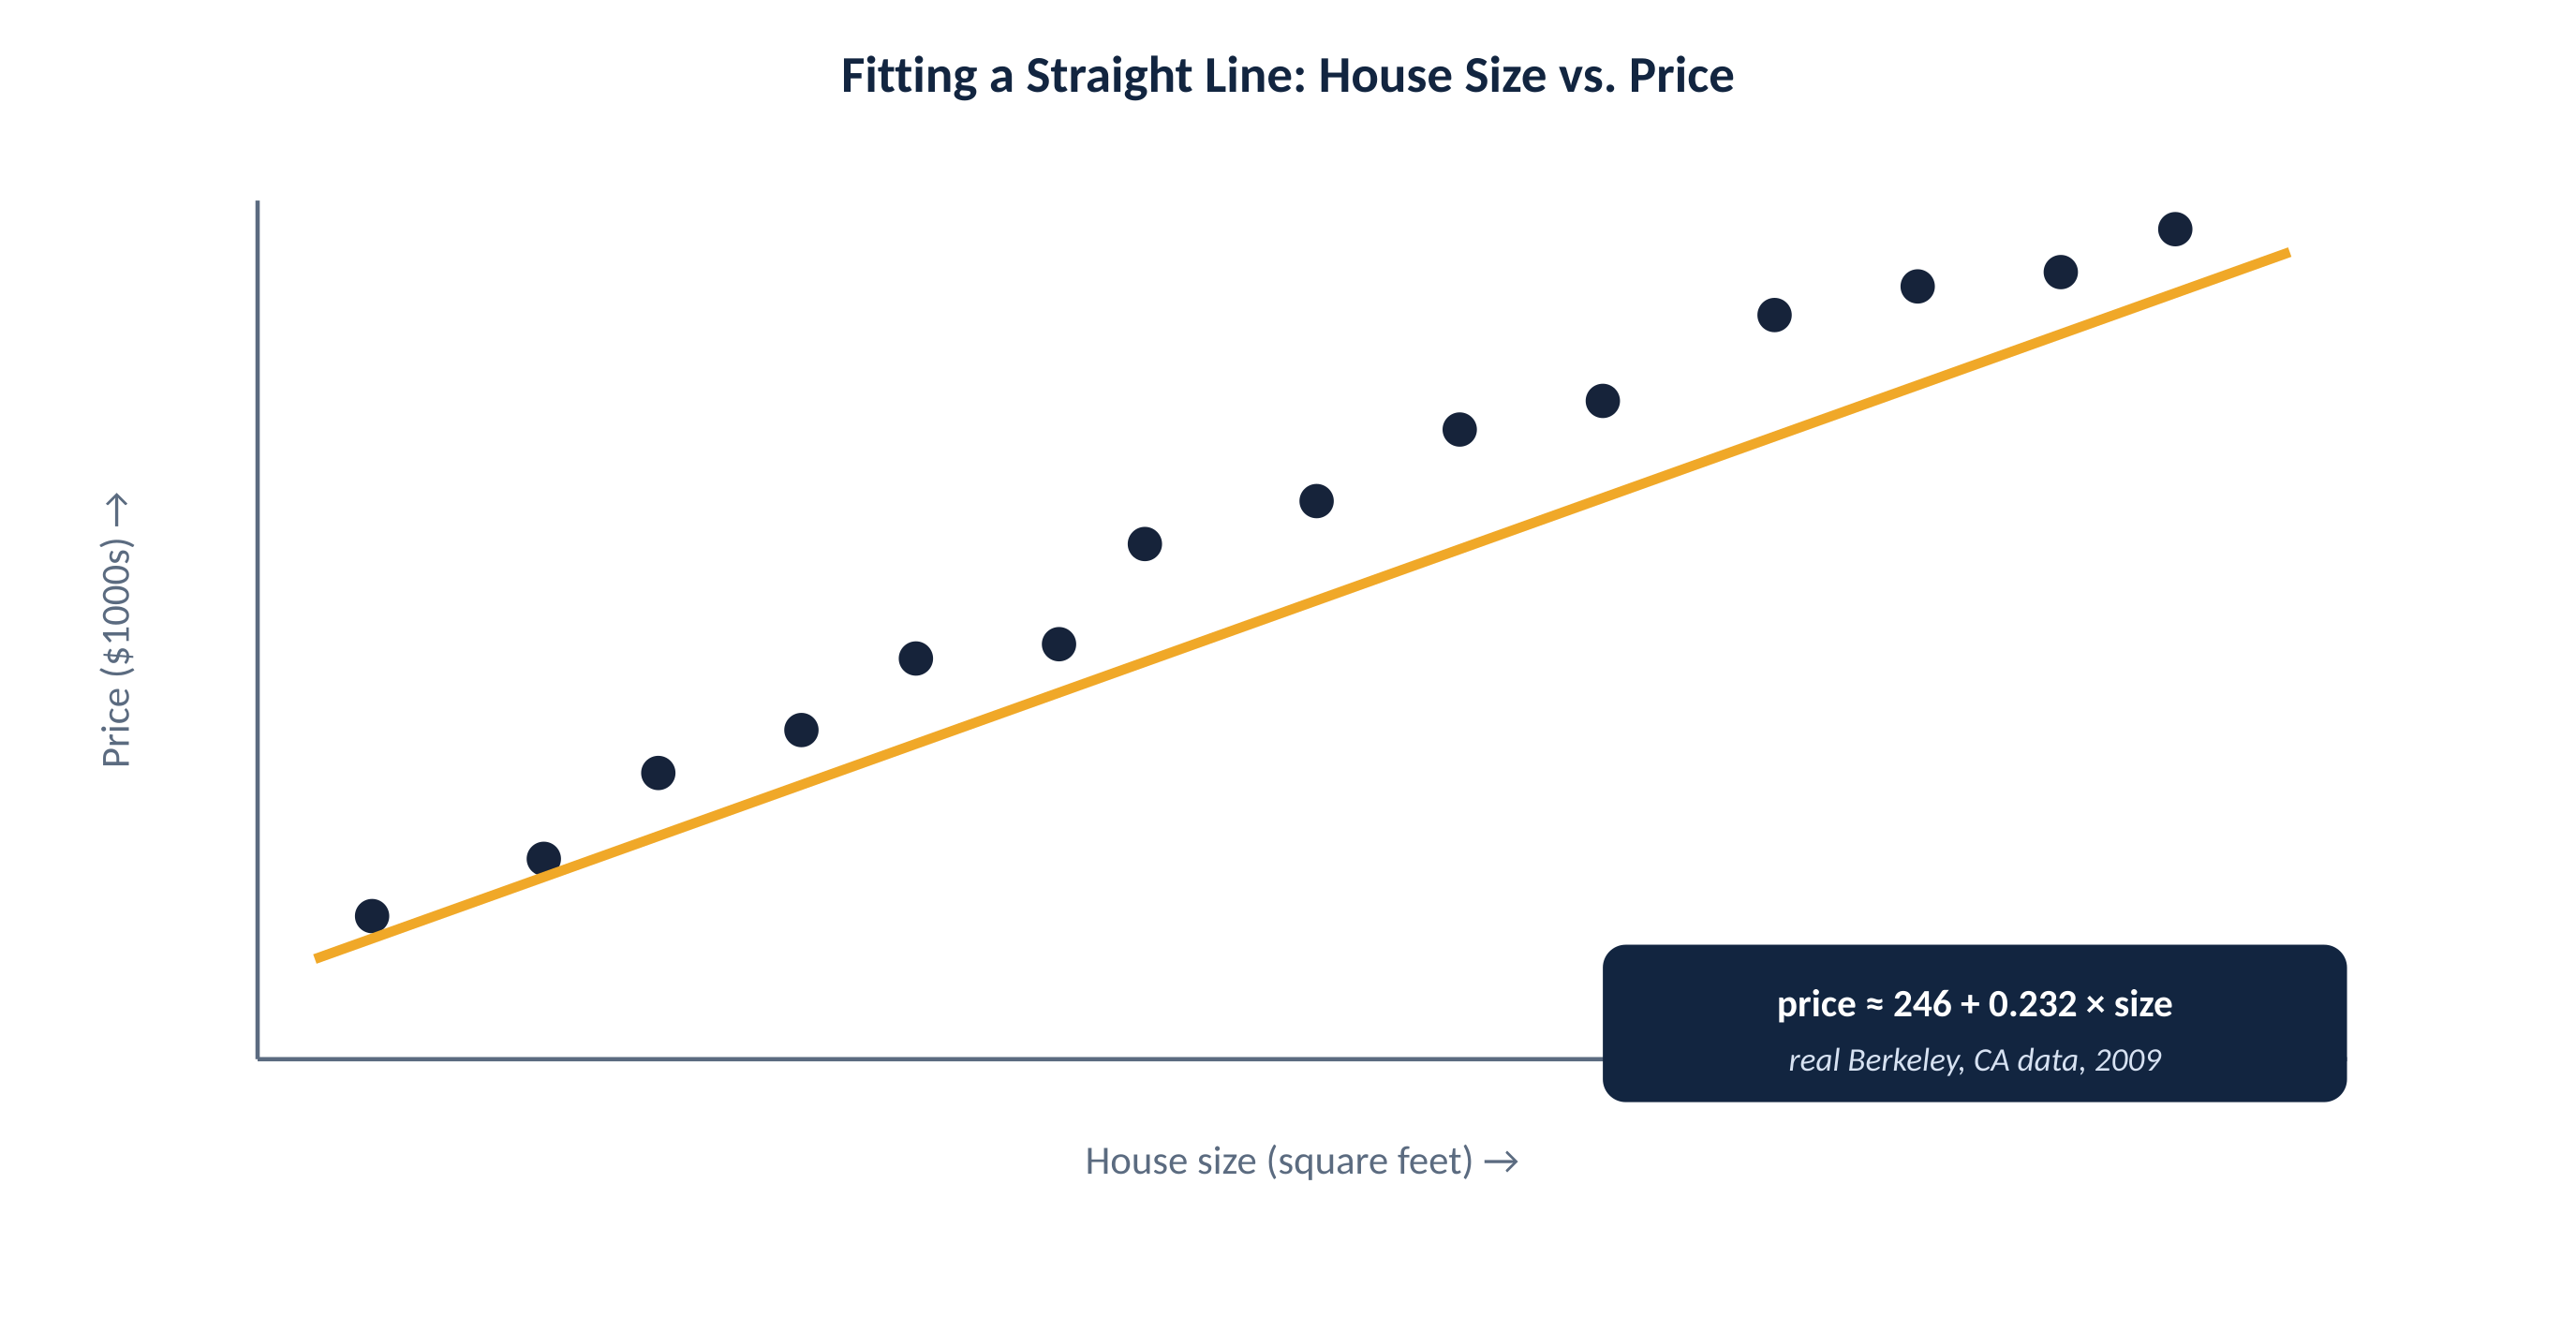 Fitting a Straight Line: House Size vs. Price
Price ($1000s) →
price ≈ 246 + 0.232 × size
real Berkeley, CA data, 2009
House size (square feet) →